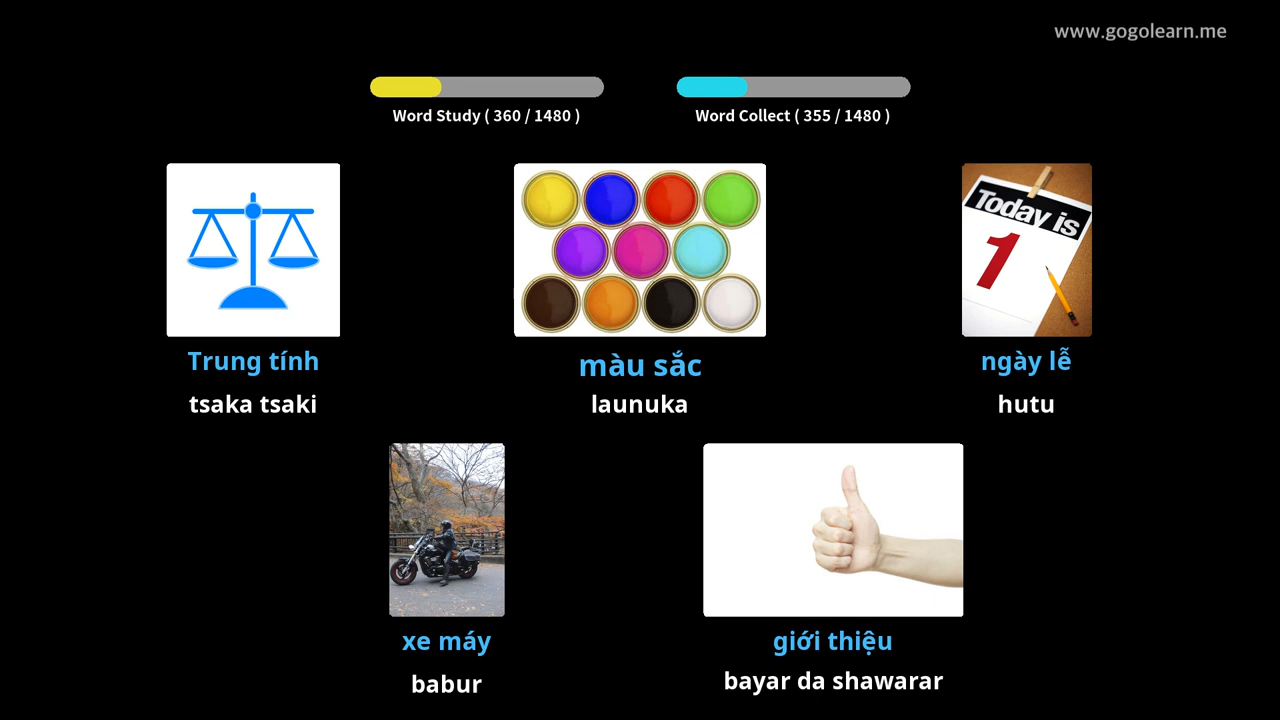 www.gogolearn.me
Word Study ( 360 / 1480 )
Word Collect ( 355 / 1480 )
Today is
1
Trung tính
tsaka tsaki
màu sắc
launuka
ngày lễ
hutu
xe máy
babur
giới thiệu
bayar da shawarar